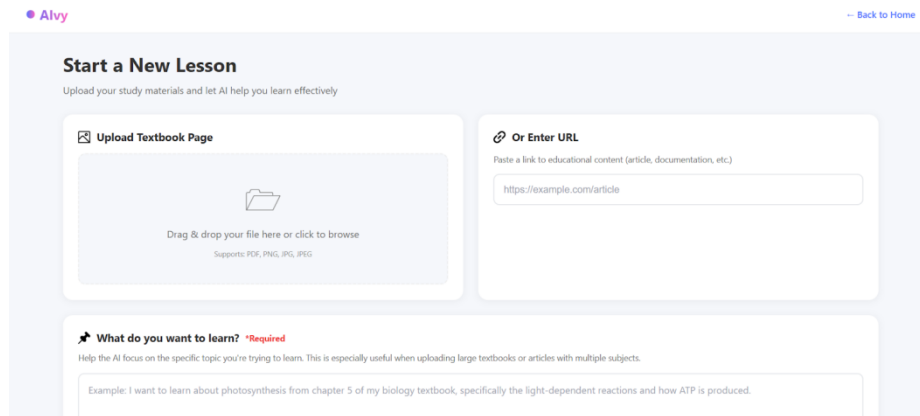 AIvy
← Back to Home
Start a New Lesson
Upload your study materials and let AI help you learn effectively
Upload Textbook Page
Drag & drop your file here or click to browse
Supports: PDF, PNG, JPG, JPEG
Or Enter URL
Paste a link to educational content (article, documentation, etc.)
https://example.com/article
What do you want to learn? *Required
Help the AI focus on the specific topic you're trying to learn. This is especially useful when uploading large textbooks or articles with multiple subjects.
Example: I want to learn about photosynthesis from chapter 5 of my biology textbook, specifically the light-dependent reactions and how ATP is produced.